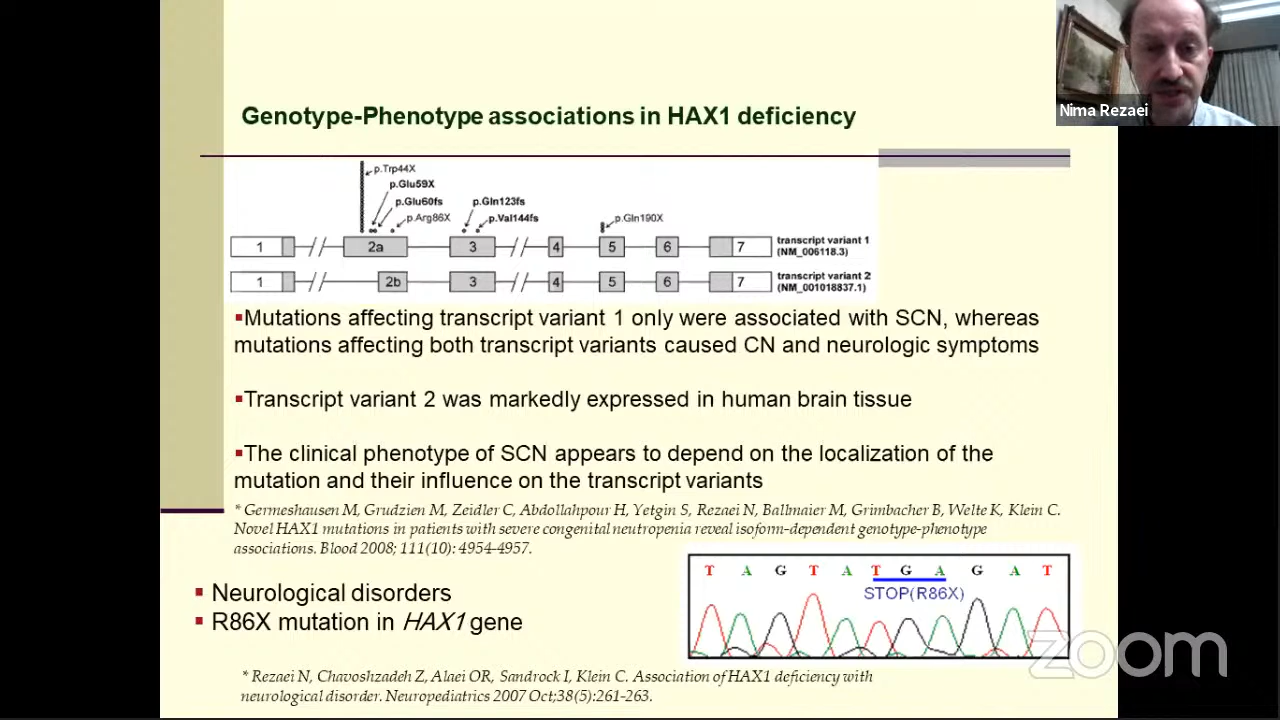 Nima Rezaei
Genotype-Phenotype associations in HAX1 deficiency
p.Trp44X
p.Glu59X
p.Glu60fs
p.Gln123fs
p.Arg86X
p.Val144fs
p.Gln190X
1 2a 3 4 5 6 7 transcript variant 1
(NM_006118.3)
1 2b 3 4 5 6 7 transcript variant 2
(NM_001018837.1)
▪Mutations affecting transcript variant 1 only were associated with SCN, whereas
mutations affecting both transcript variants caused CN and neurologic symptoms
▪Transcript variant 2 was markedly expressed in human brain tissue
▪The clinical phenotype of SCN appears to depend on the localization of the
mutation and their influence on the transcript variants
* Germeshausen M, Grudzien M, Zeidler C, Abdollahpour H, Yetgin S, Rezaei N, Ballmaier M, Grimbacher B, Welte K, Klein C.
Novel HAX1 mutations in patients with severe congenital neutropenia reveal isoform-dependent genotype-phenotype
associations. Blood 2008; 111(10): 4954-4957.
▪ Neurological disorders
▪ R86X mutation in HAX1 gene
T A G T A T G A G A T
STOP(R86X)
zoom
* Rezaei N, Chavoshzadeh Z, Alaei OR, Sandrock I, Klein C. Association of HAX1 deficiency with
neurological disorder. Neuropediatrics 2007 Oct;38(5):261-263.